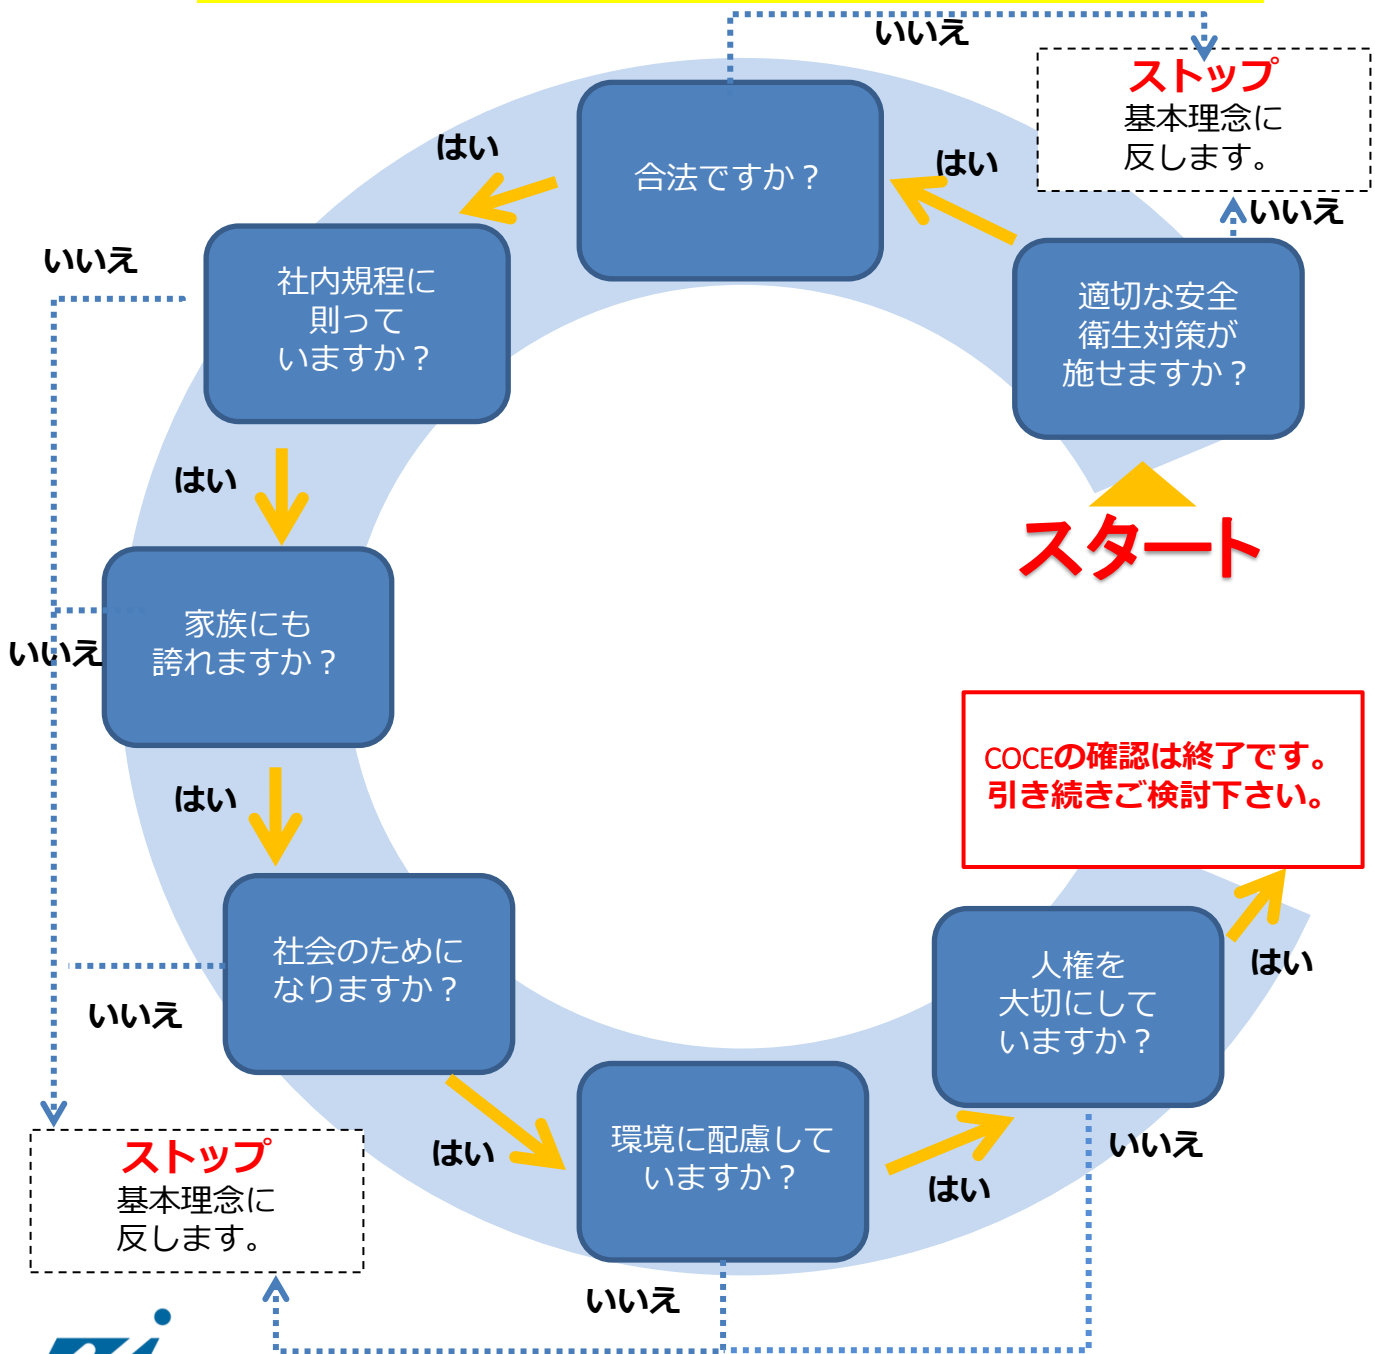 いいえ
ストップ
基本理念に
反します。
はい
合法ですか？
はい
いいえ
いいえ
社内規程に
則って
いますか？
適切な安全
衛生対策が
施せますか？
はい
スタート
家族にも
誇れますか？
いいえ
COCEの確認は終了です。
引き続きご検討下さい。
はい
社会のために
なりますか？
いいえ
人権を
大切にして
いますか？
はい
ストップ
基本理念に
反します。
はい
環境に配慮して
いますか？
はい
いいえ
いいえ